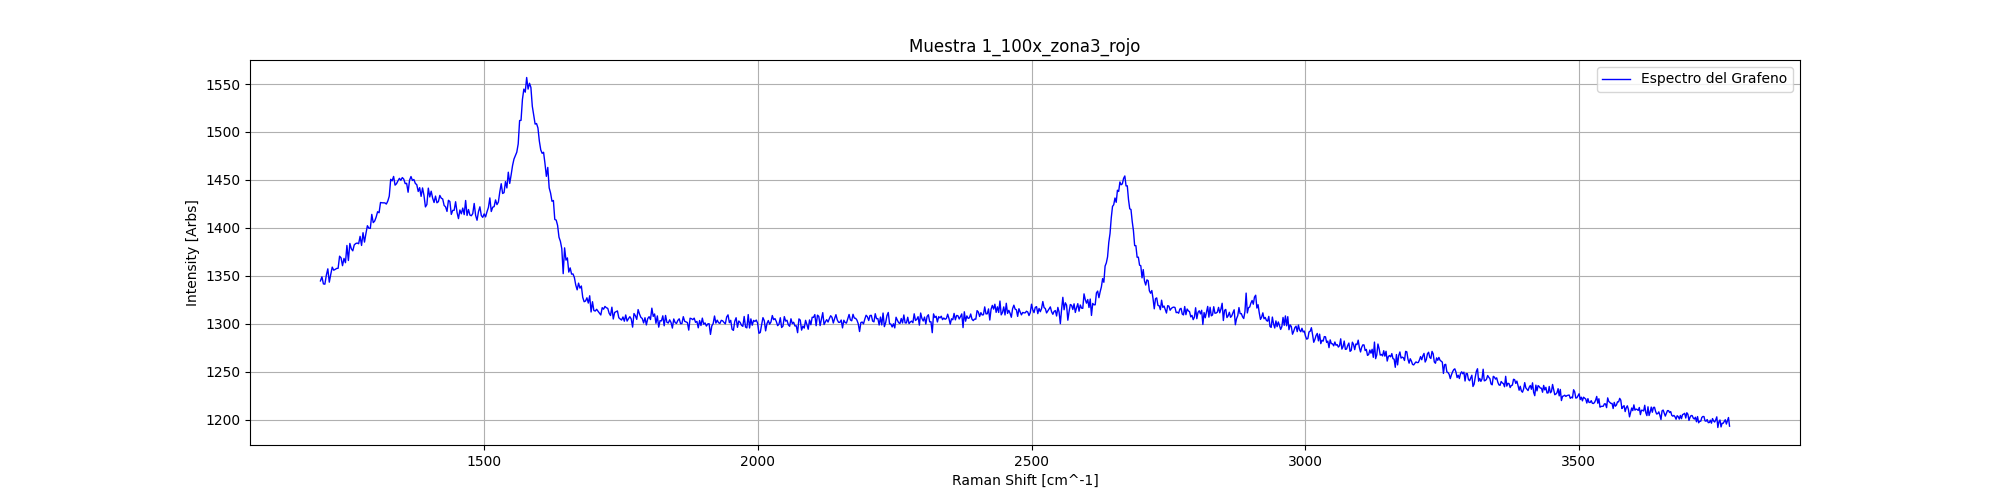 Muestra 1_100x_zona3_rojo
Espectro del Grafeno
Intensity [Arbs]
1550
1500
1450
1400
1350
1300
1250
1200
1500 2000 2500 3000 3500
Raman Shift [cm^-1]